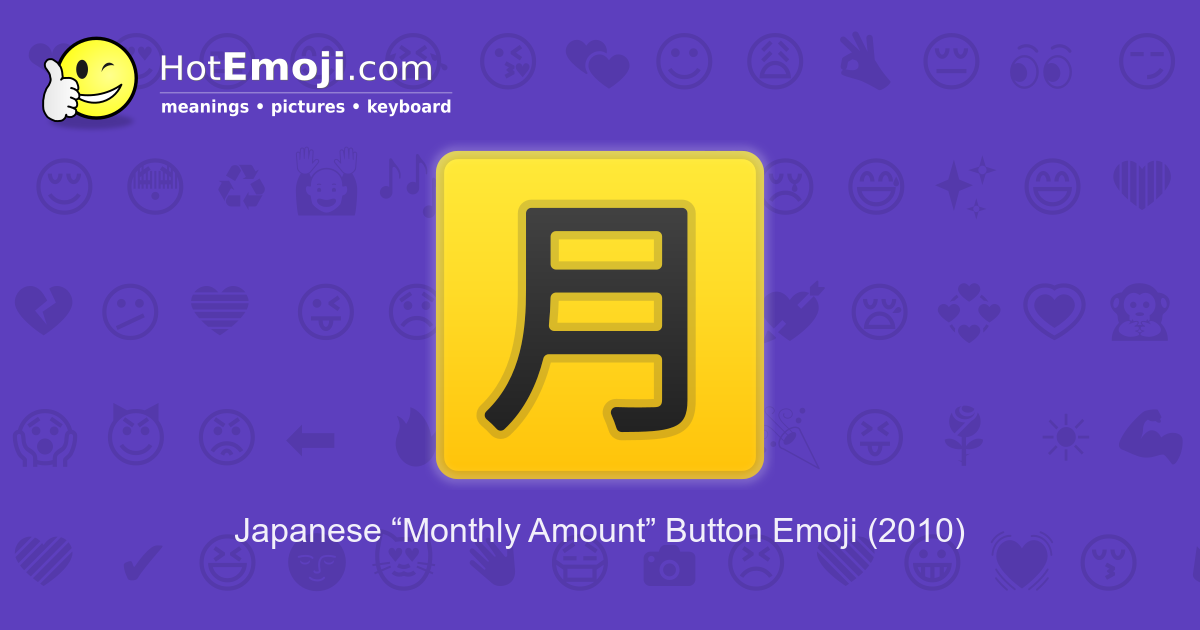 HotEmoji.com
meanings • pictures • keyboard
月
Japanese “Monthly Amount” Button Emoji (2010)